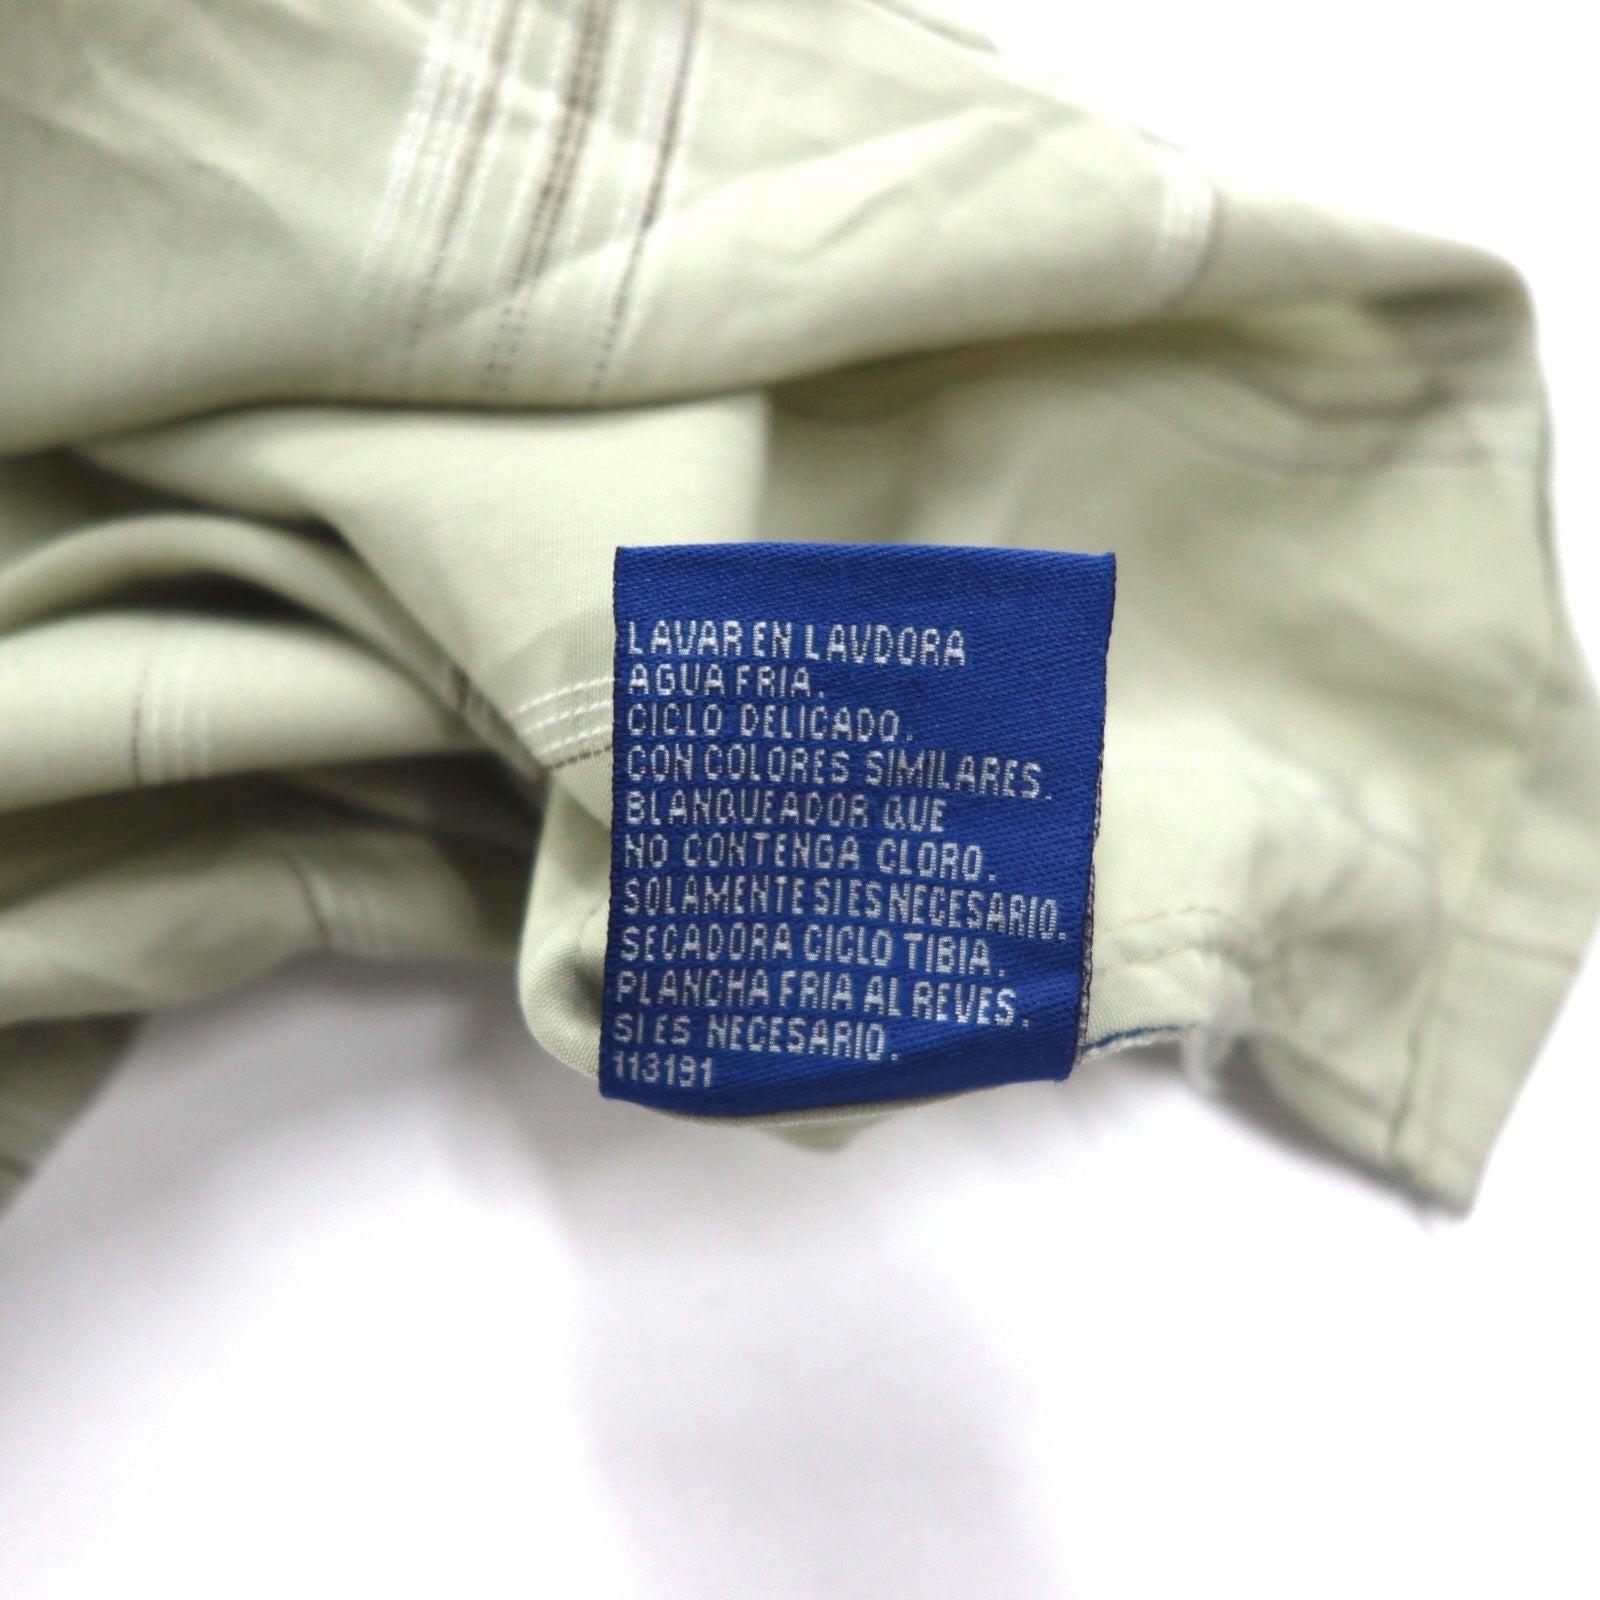 LAVAR EN LAVDORA
AGUA FRIA.
CICLO DELICADO.
CON COLORES SIMILARES.
BLANQUEADOR QUE
NO CONTENGA CLORO.
SOLAMENTE SI ES NECESARIO.
SECADORA CICLO TIBIA.
PLANCHA FRIA AL REVES.
SI ES NECESARIO.
113191